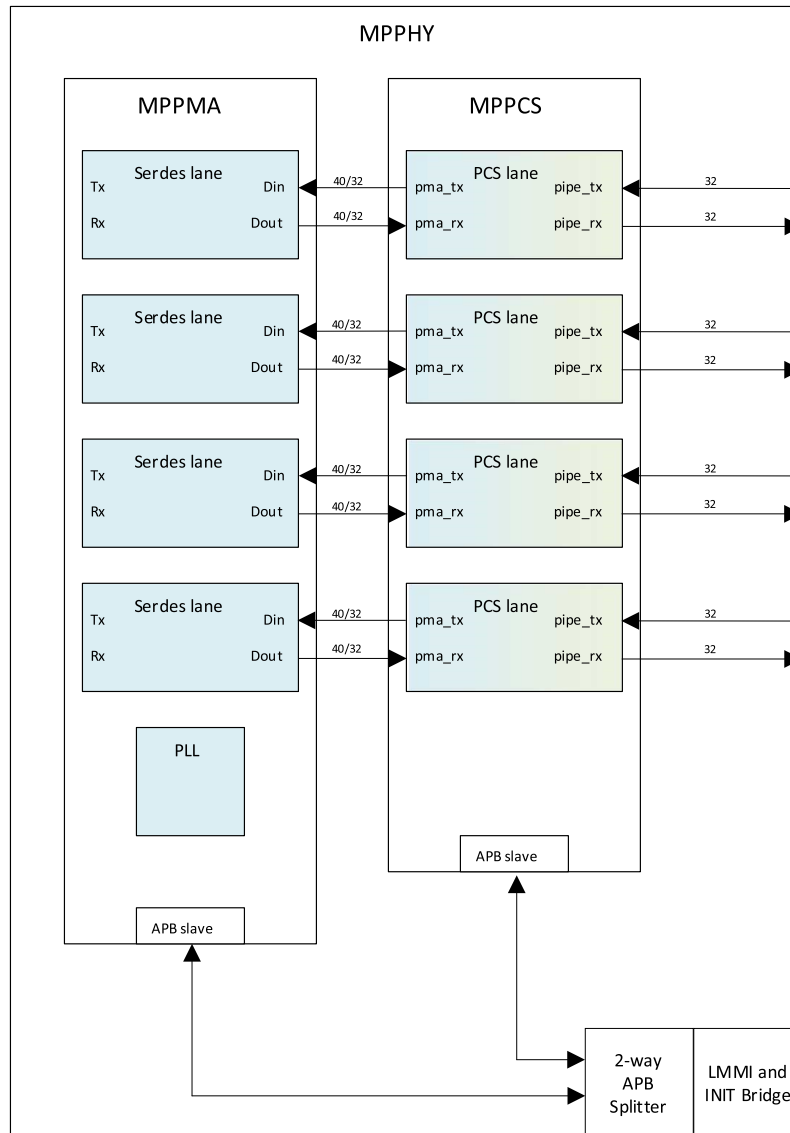 MPPHY
MPPMA
MPPCS
Serdes lane
Tx
Din
Rx
Dout
40/32
40/32
PCS lane
pma_tx
pipe_tx
pma_rx
pipe_rx
32
32
Serdes lane
Tx
Din
Rx
Dout
40/32
40/32
PCS lane
pma_tx
pipe_tx
pma_rx
pipe_rx
32
32
Serdes lane
Tx
Din
Rx
Dout
40/32
40/32
PCS lane
pma_tx
pipe_tx
pma_rx
pipe_rx
32
32
Serdes lane
Tx
Din
Rx
Dout
40/32
40/32
PCS lane
pma_tx
pipe_tx
pma_rx
pipe_rx
32
32
PLL
APB slave
APB slave
2-way
APB
Splitter
LMMI and
INIT Bridge